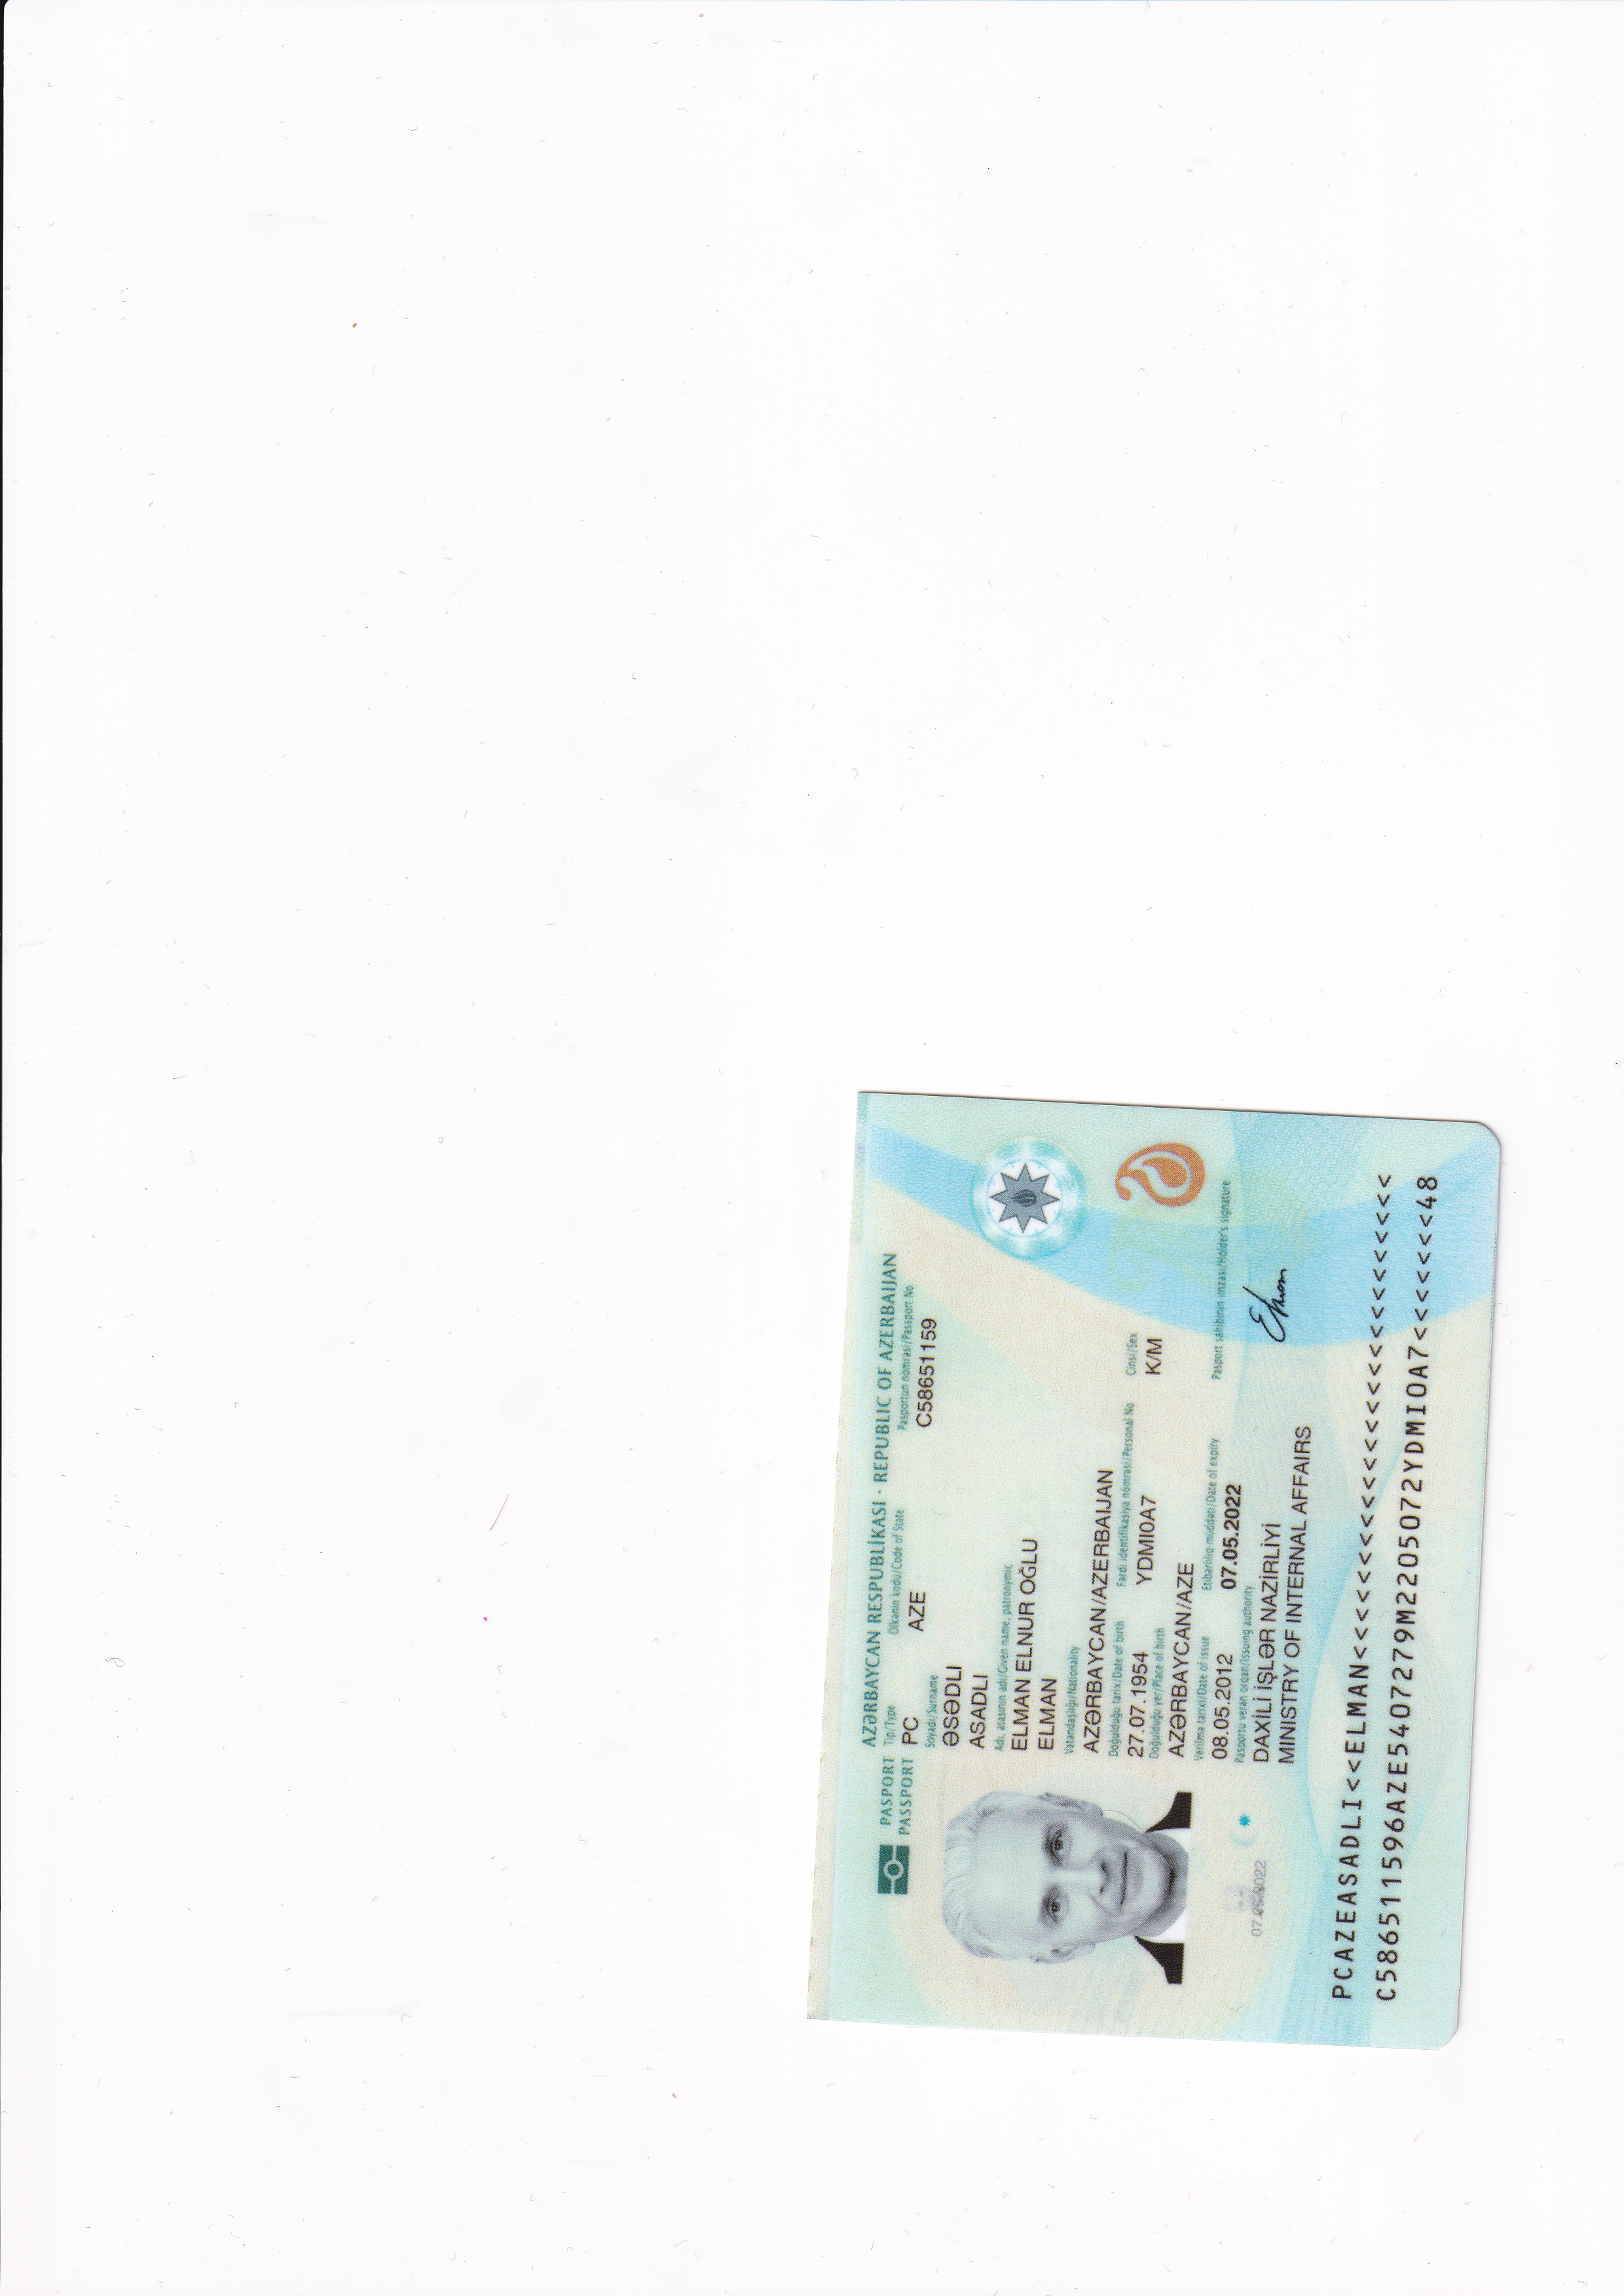 AZƏRBAYCAN RESPUBLİKASI · REPUBLIC OF AZERBAIJAN
PASPORT
PASSPORT
Tip/Type
PC
Ölkənin kodu/Code of State
AZE
Pasportun nömrəsi/Passport No
C58651159
Soyadı/Surname
ƏSƏDLI
ASADLI
Adı, atasının adı/Given name, patronymic
ELMAN ELNUR OĞLU
ELMAN
Vətəndaşlığı/Nationality
AZƏRBAYCAN/AZERBAIJAN
Doğulduğu tarix/Date of birth
27.07.1954
Fərdi identifikasiya nömrəsi/Personal No
YDMI0A7
Cinsi/Sex
K/M
Doğulduğu yer/Place of birth
AZƏRBAYCAN/AZE
Verilmə tarixi/Date of issue
08.05.2012
Etibarlılıq müddəti/Date of expiry
07.05.2022
Pasport sahibinin imzası/Holder's signature
Pasportu verən orqan/Issuing authority
DAXİLİ İŞLƏR NAZİRLİYİ
MINISTRY OF INTERNAL AFFAIRS
PCAZEASADLI<<ELMAN<<<<<<<<<<<<<<<<<<<<<<<<<<
C586511596AZE5407279M2205072YDMI0A7<<<<<<<48